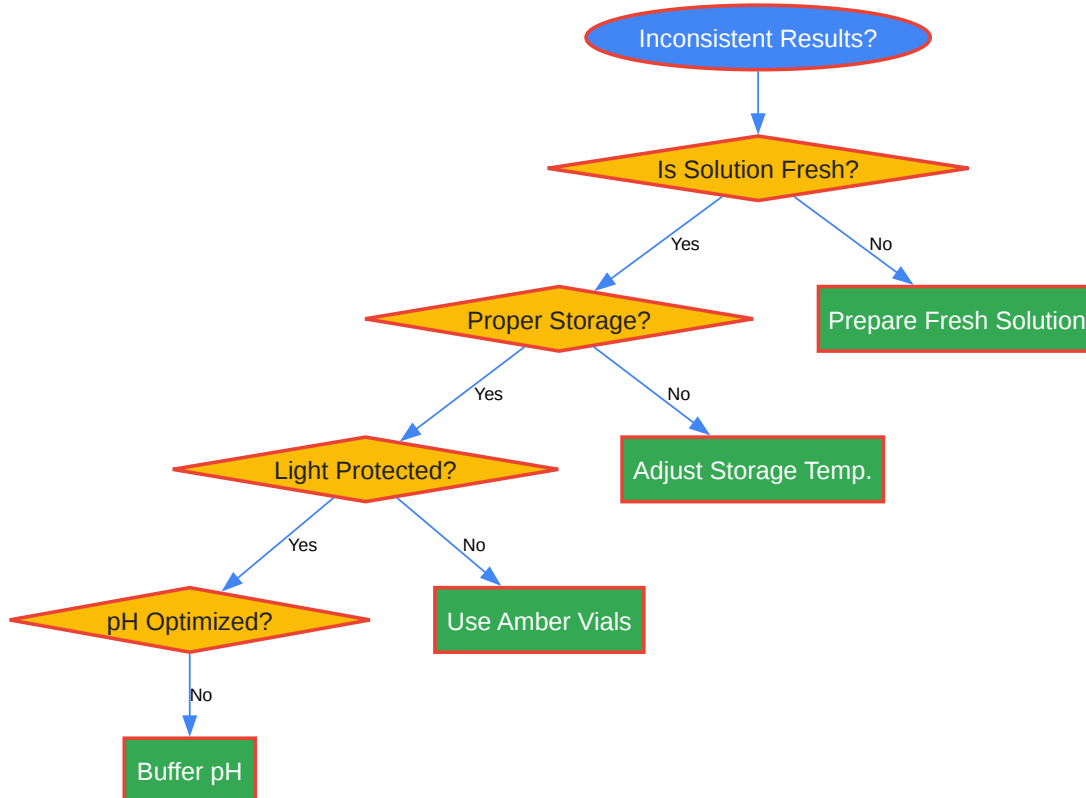 Inconsistent Results?
Is Solution Fresh?
Yes
No
Proper Storage?
Prepare Fresh Solution
Yes
No
Light Protected?
Adjust Storage Temp.
Yes
No
pH Optimized?
Use Amber Vials
No
Buffer pH